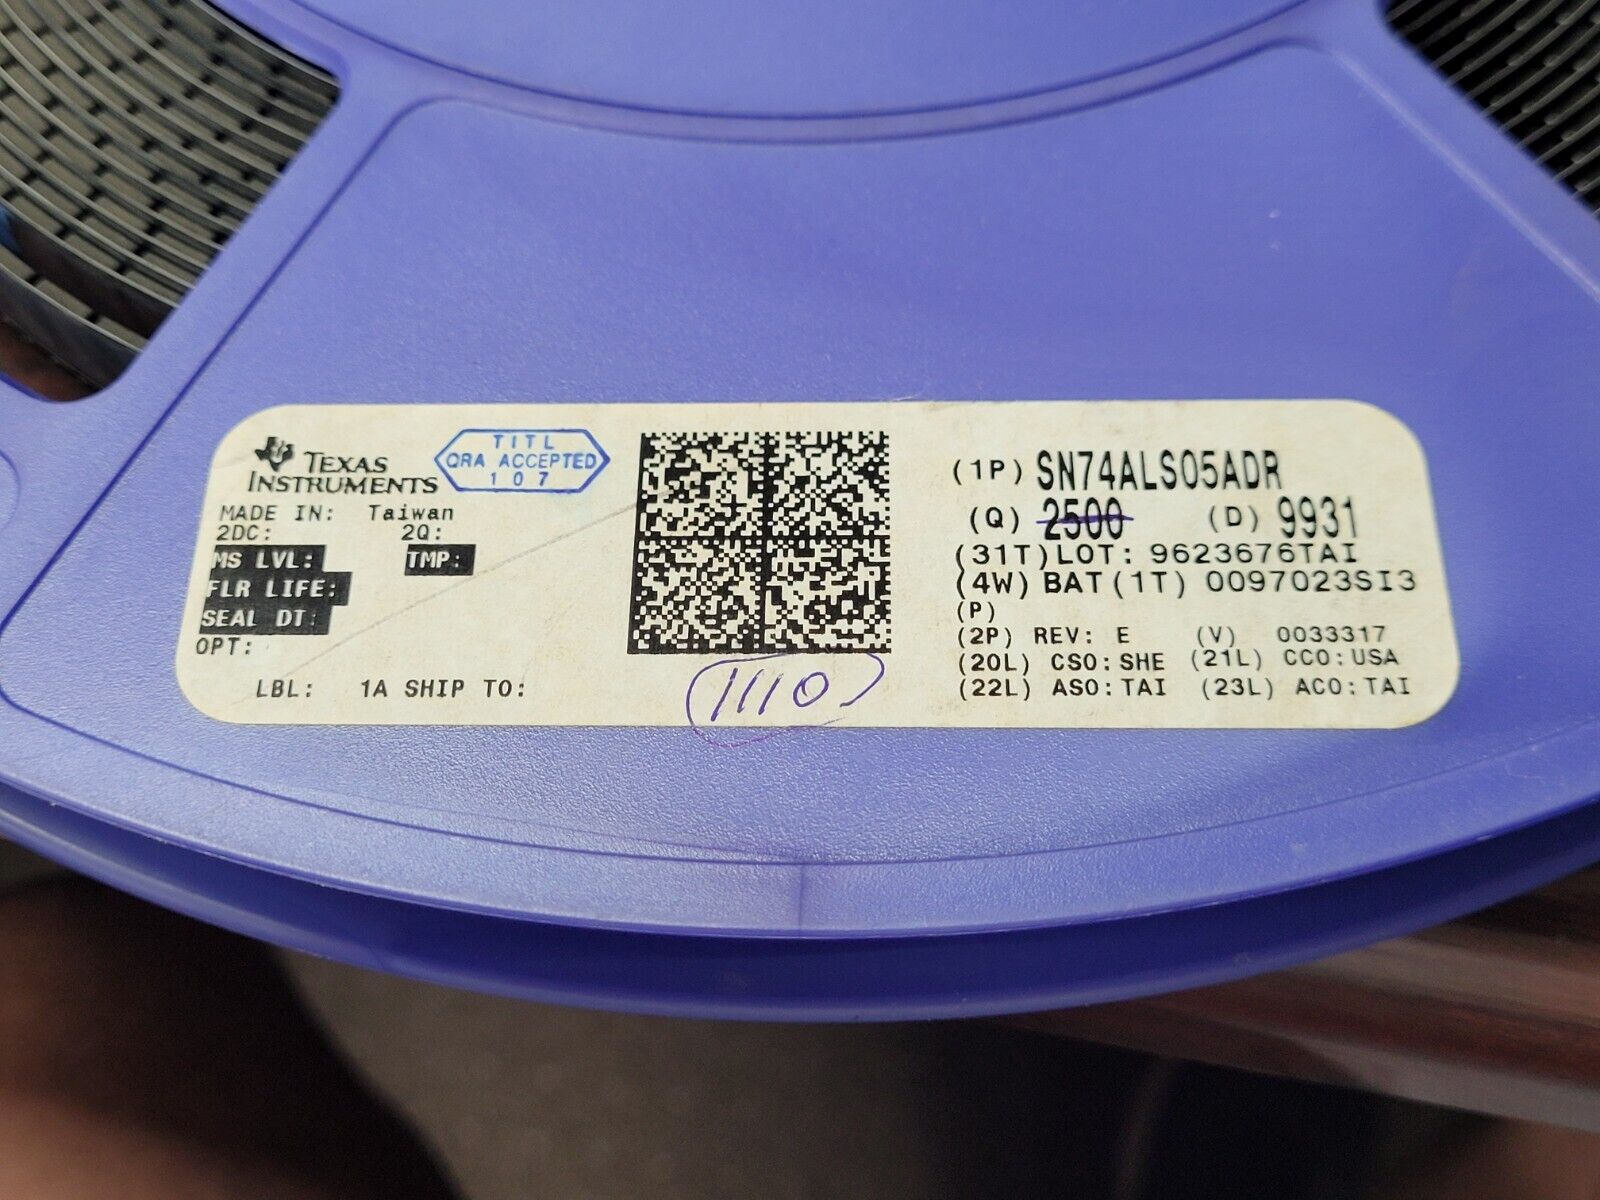 TEXAS
INSTRUMENTS
TITL
QRA ACCEPTED
107
MADE IN: Taiwan
2DC: 2Q:
MS LVL: TMP:
FLR LIFE:
SEAL DT:
OPT:
LBL: 1A SHIP TO:
1110
(1P) SN74ALS05ADR
(Q) 2500 (D) 9931
(31T)LOT: 9623676TAI
(4W) BAT(1T) 0097023SI3
(P)
(2P) REV: E (V) 0033317
(20L) CSO:SHE (21L) CCO:USA
(22L) ASO:TAI (23L) ACO:TAI